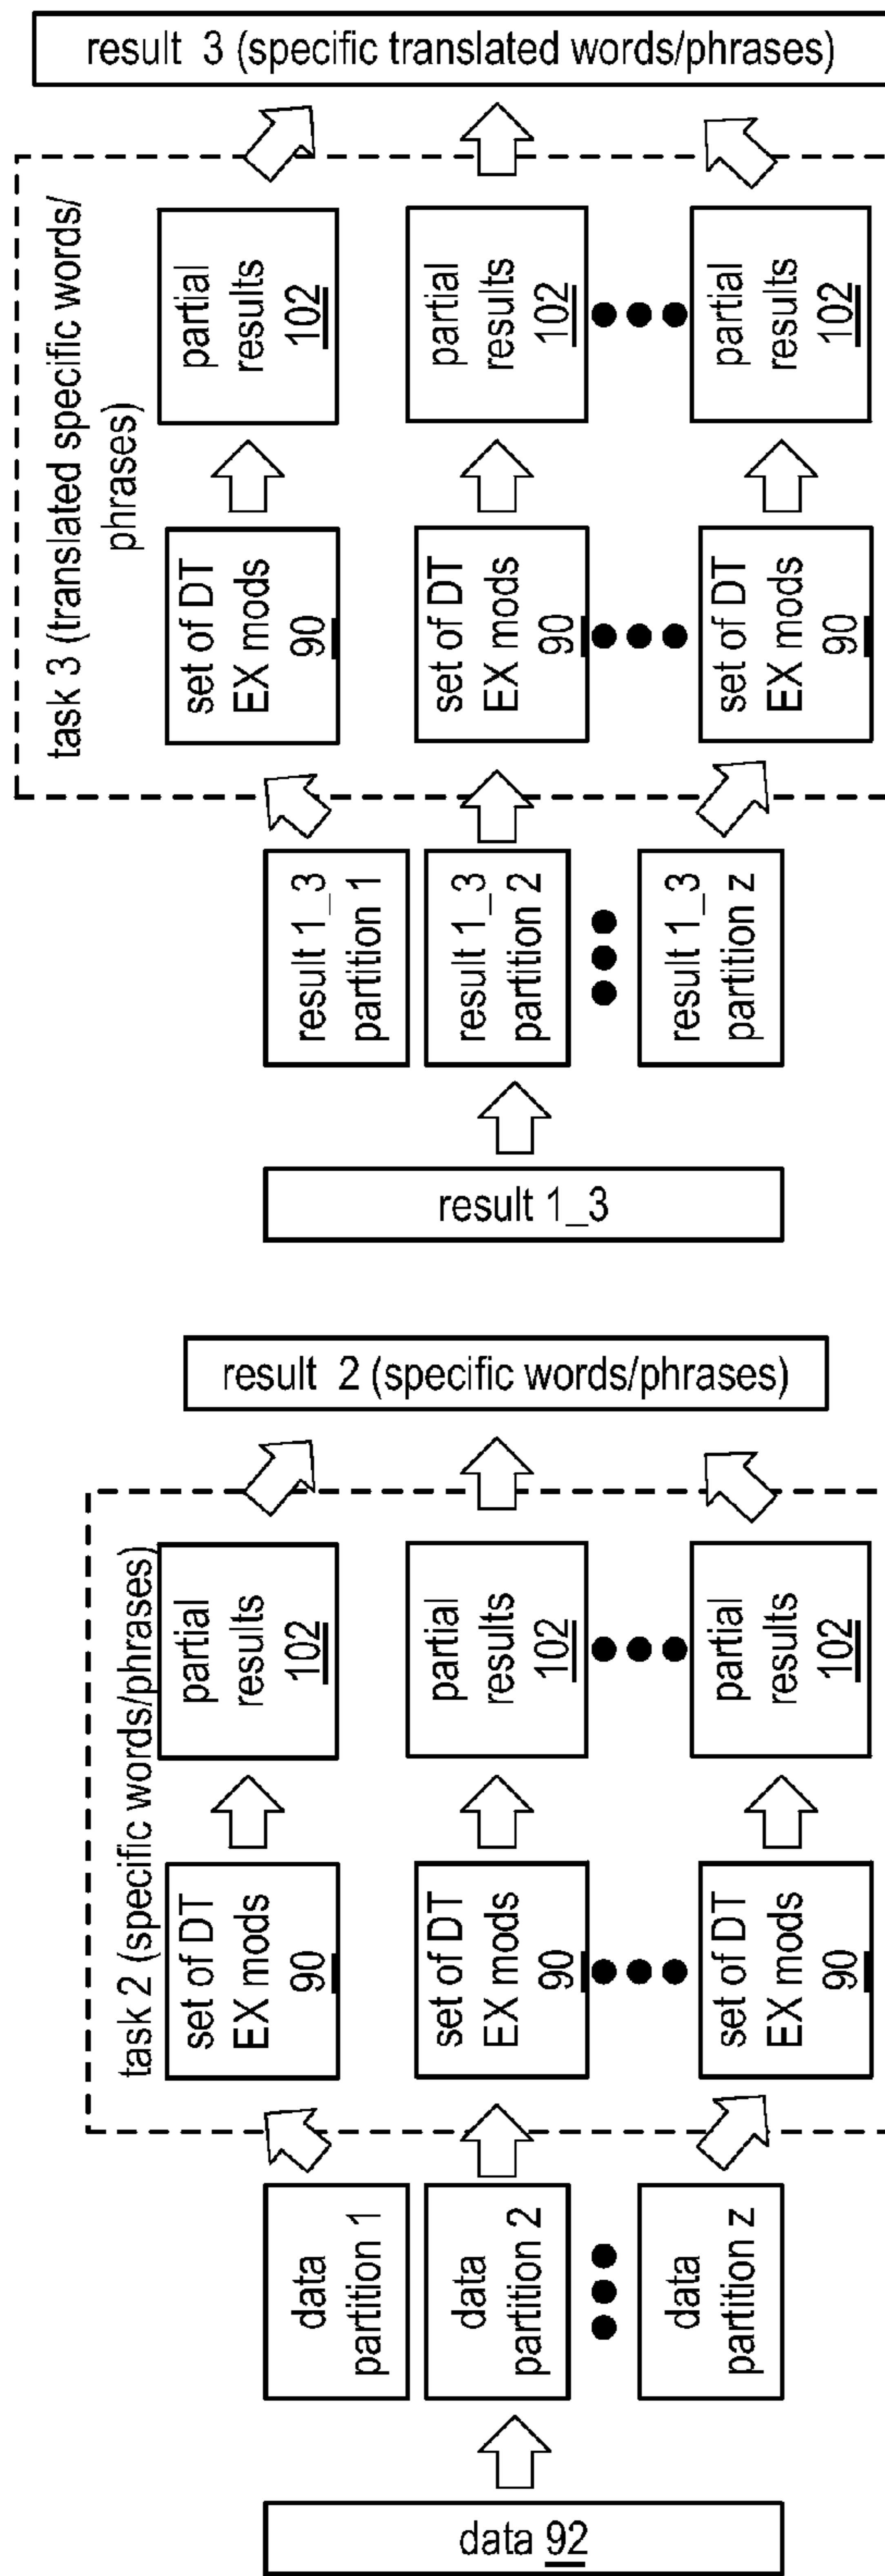 data 92
data
partition 1
data
partition 2
data
partition z
task 2 (specific words/phrases)
set of DT
EX mods
90
set of DT
EX mods
90
set of DT
EX mods
90
partial
results
102
partial
results
102
partial
results
102
result 2 (specific words/phrases)
result 1_3
result 1_3
partition 1
result 1_3
partition 2
result 1_3
partition z
task 3 (translated specific words/
phrases)
set of DT
EX mods
90
set of DT
EX mods
90
set of DT
EX mods
90
partial
results
102
partial
results
102
partial
results
102
result 3 (specific translated words/phrases)